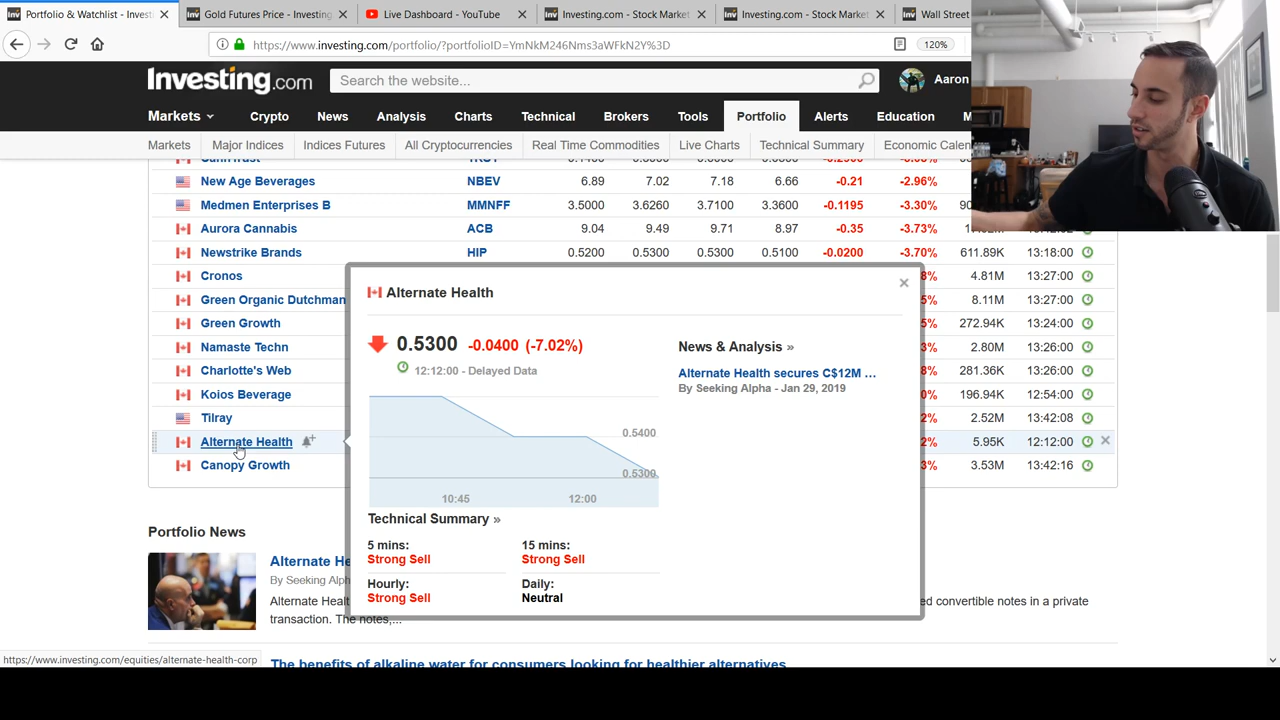 Portfolio & Watchlist - Investi
Gold Futures Price - Investing
Live Dashboard - YouTube
Investing.com - Stock Market
Investing.com - Stock Market
Wall Street
https://www.investing.com/portfolio/?portfolioID=YmNkM246Nms3aWFkN2Y%3D
120%
Investing.com
Search the website...
Aaron
Markets Crypto News Analysis Charts Technical Brokers Tools Portfolio Alerts Education M
Markets Major Indices Indices Futures All Cryptocurrencies Real Time Commodities Live Charts Technical Summary Economic Calen
New Age Beverages NBEV 6.89 7.02 7.18 6.66 -0.21 -2.96%
Medmen Enterprises B MMNFF 3.5000 3.6260 3.7100 3.3600 -0.1195 -3.30% 90
Aurora Cannabis ACB 9.04 9.49 9.71 8.97 -0.35 -3.73%
Newstrike Brands HIP 0.5200 0.5300 0.5300 0.5100 -0.0200 -3.70% 611.89K 13:18:00
Cronos 8% 4.81M 13:27:00
Green Organic Dutchman 5% 8.11M 13:27:00
Green Growth 5% 272.94K 13:24:00
Namaste Techn 2.80M 13:26:00
Charlotte's Web 8% 281.36K 13:26:00
Koios Beverage 0% 196.94K 12:54:00
Tilray 2.52M 13:42:08
Alternate Health 2% 5.95K 12:12:00
Canopy Growth 3% 3.53M 13:42:16
Alternate Health
0.5300 -0.0400 (-7.02%)
12:12:00 - Delayed Data
0.5400
0.5300
10:45 12:00
News & Analysis »
Alternate Health secures C$12M ...
By Seeking Alpha - Jan 29, 2019
Technical Summary »
5 mins: 15 mins:
Strong Sell Strong Sell
Hourly: Daily:
Strong Sell Neutral
Portfolio News
Alternate He
By Seeking Alph
Alternate Healt ed convertible notes in a private
transaction. The notes,...
The benefits of alkaline water for consumers looking for healthier alternatives
https://www.investing.com/equities/alternate-health-corp